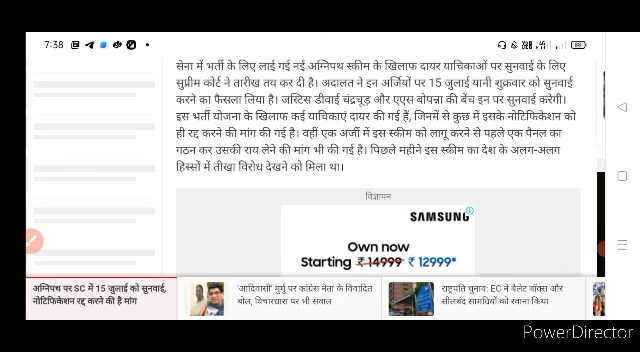 7:38
88
सेना में भर्ती के लिए लाई गई नई अग्निपथ स्कीम के खिलाफ दायर याचिकाओं पर सुनवाई के लिए
सुप्रीम कोर्ट ने तारीख तय कर दी है। अदालत ने इन अर्जियों पर 15 जुलाई यानी शुक्रवार को सुनवाई
करने का फैसला लिया है। जस्टिस डीवाई चंद्रचूड़ और एएस बोपन्ना की बेंच इन पर सुनवाई करेगी।
इस भर्ती योजना के खिलाफ कई याचिकाएं दायर की गई हैं, जिनमें से कुछ में इसके नोटिफिकेशन को
ही रद्द करने की मांग की गई है। वहीं एक अर्जी में इस स्कीम को लागू करने से पहले एक पैनल का
गठन कर उसकी राय लेने की मांग भी की गई है। पिछले महीने इस स्कीम का देश के अलग-अलग
हिस्सों में तीखा विरोध देखने को मिला था।
विज्ञापन
SAMSUNG
Own now
Starting ₹ 14999 ₹ 12999*
अग्निपथ पर SC में 15 जुलाई को सुनवाई,
नोटिफिकेशन रद्द करने की है मांग
'आदिवासी' मुर्मू पर कांग्रेस नेता के विवादित
बोल, विचारधारा पर भी सवाल
राष्ट्रपति चुनाव: EC ने बैलेट बॉक्स और
सीलबंद सामग्रियों को रवाना किया
PowerDirector